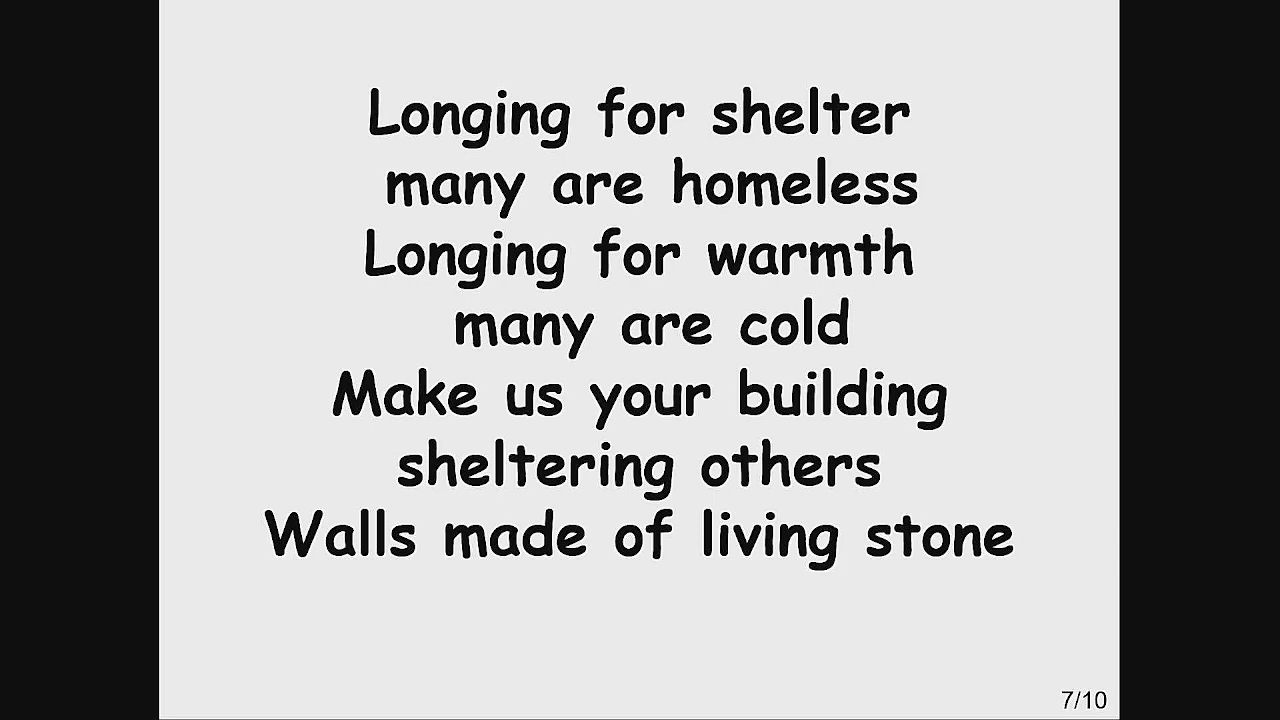 Longing for shelter
many are homeless
Longing for warmth
many are cold
Make us your building
sheltering others
Walls made of living stone
7/10